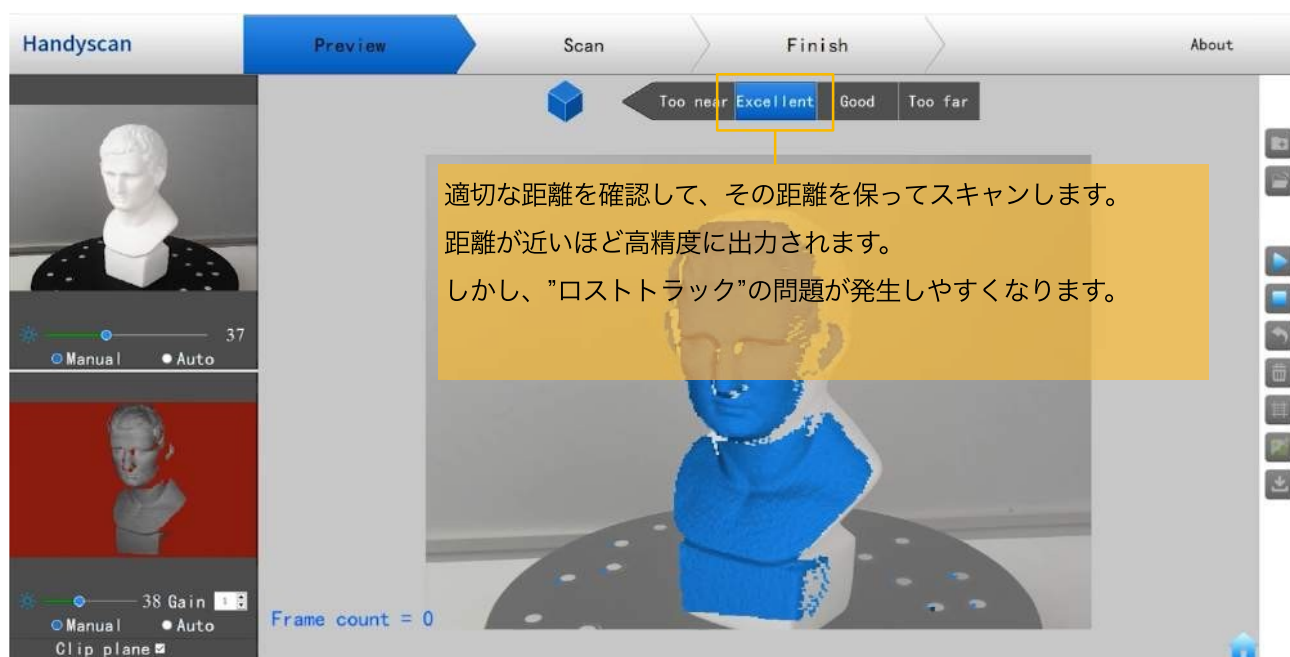 Handyscan
Preview
Scan
Finish
About
Too near
Excellent
Good
Too far
適切な距離を確認して、その距離を保ってスキャンします。
距離が近いほど高精度に出力されます。
しかし、”ロストトラック”の問題が発生しやすくなります。
37
Manual
Auto
38 Gain 1
Manual
Auto
Clip plane
Frame count = 0